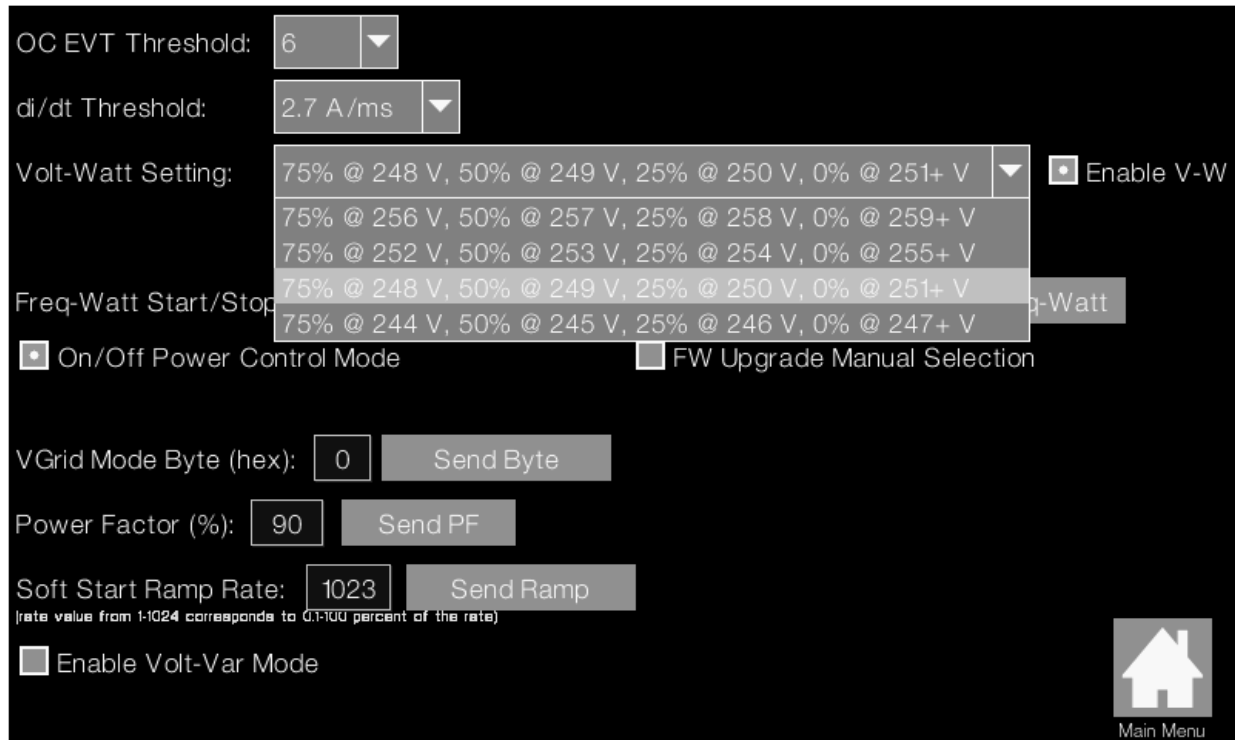 OC EVT Threshold: 6
di/dt Threshold: 2.7 A/ms
Volt-Watt Setting: 75% @ 248 V, 50% @ 249 V, 25% @ 250 V, 0% @ 251+ V Enable V-W
75% @ 256 V, 50% @ 257 V, 25% @ 258 V, 0% @ 259+ V
75% @ 252 V, 50% @ 253 V, 25% @ 254 V, 0% @ 255+ V
75% @ 248 V, 50% @ 249 V, 25% @ 250 V, 0% @ 251+ V
Freq-Watt Start/Stop q-Watt
75% @ 244 V, 50% @ 245 V, 25% @ 246 V, 0% @ 247+ V
On/Off Power Control Mode FW Upgrade Manual Selection
VGrid Mode Byte (hex): 0 Send Byte
Power Factor (%): 90 Send PF
Soft Start Ramp Rate: 1023 Send Ramp
(rate value from 1-1024 corresponds to 0.1-100 percent of the rate)
Enable Volt-Var Mode
Main Menu